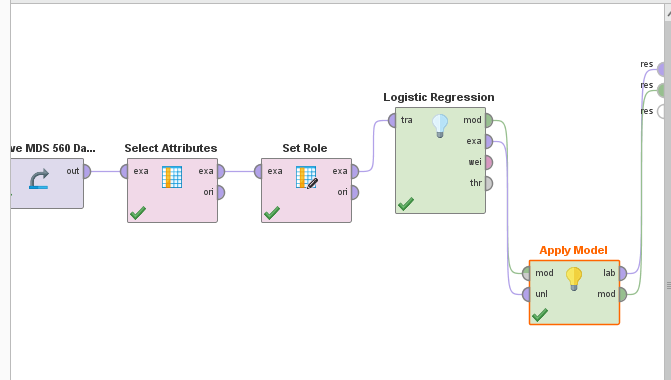 res
res
Logistic Regression
res
tra
mod
ve MDS 560 Da...
Select Attributes
Set Role
exa
out
exa
exa
exa
exa
wei
ori
ori
thr
Apply Model
mod
lab
unl
mod